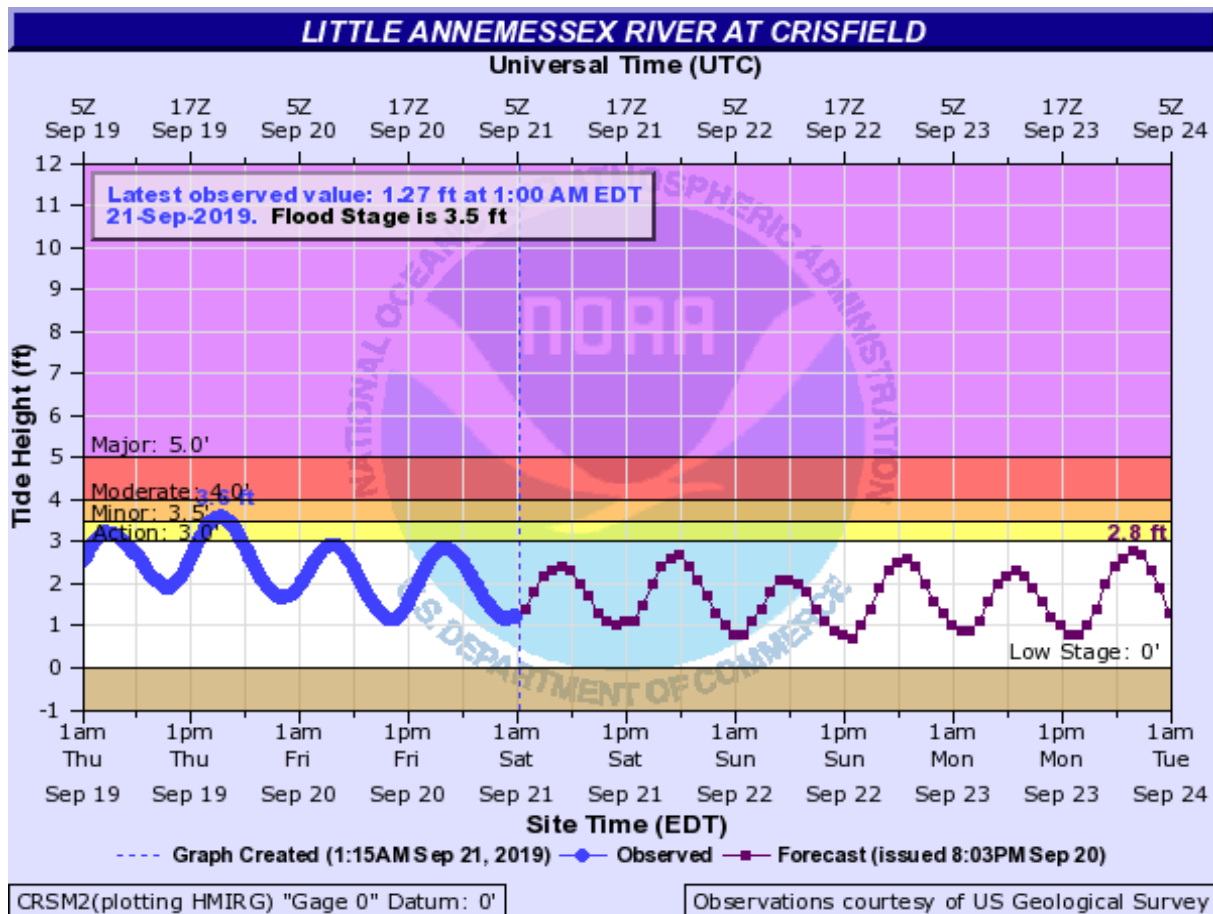 LITTLE ANNEMESSEX RIVER AT CRISFIELD
Universal Time (UTC)
5Z 17Z 5Z 17Z 5Z 17Z 5Z 17Z 5Z 17Z 5Z
Sep 19 Sep 19 Sep 20 Sep 20 Sep 21 Sep 21 Sep 22 Sep 22 Sep 23 Sep 23 Sep 24
Tide Height (ft)
12
11
10
9
8
7
6
5
4
3
2
1
0
-1
Latest observed value: 1.27 ft at 1:00 AM EDT
21-Sep-2019. Flood Stage is 3.5 ft
NATIONAL OCEANIC AND ATMOSPHERIC ADMINISTRATION
NOAA
U.S. DEPARTMENT OF COMMERCE
Major: 5.0'
Moderate: 4.0'
3.6 ft
Minor: 3.5'
Action: 3.0'
2.8 ft
Low Stage: 0'
1am 1pm 1am 1pm 1am 1pm 1am 1pm 1am 1pm 1am
Thu Thu Fri Fri Sat Sat Sun Sun Mon Mon Tue
Sep 19 Sep 19 Sep 20 Sep 20 Sep 21 Sep 21 Sep 22 Sep 22 Sep 23 Sep 23 Sep 24
Site Time (EDT)
Graph Created (1:15AM Sep 21, 2019) Observed Forecast (issued 8:03PM Sep 20)
CRSM2(plotting HMIRG) "Gage 0" Datum: 0'
Observations courtesy of US Geological Survey